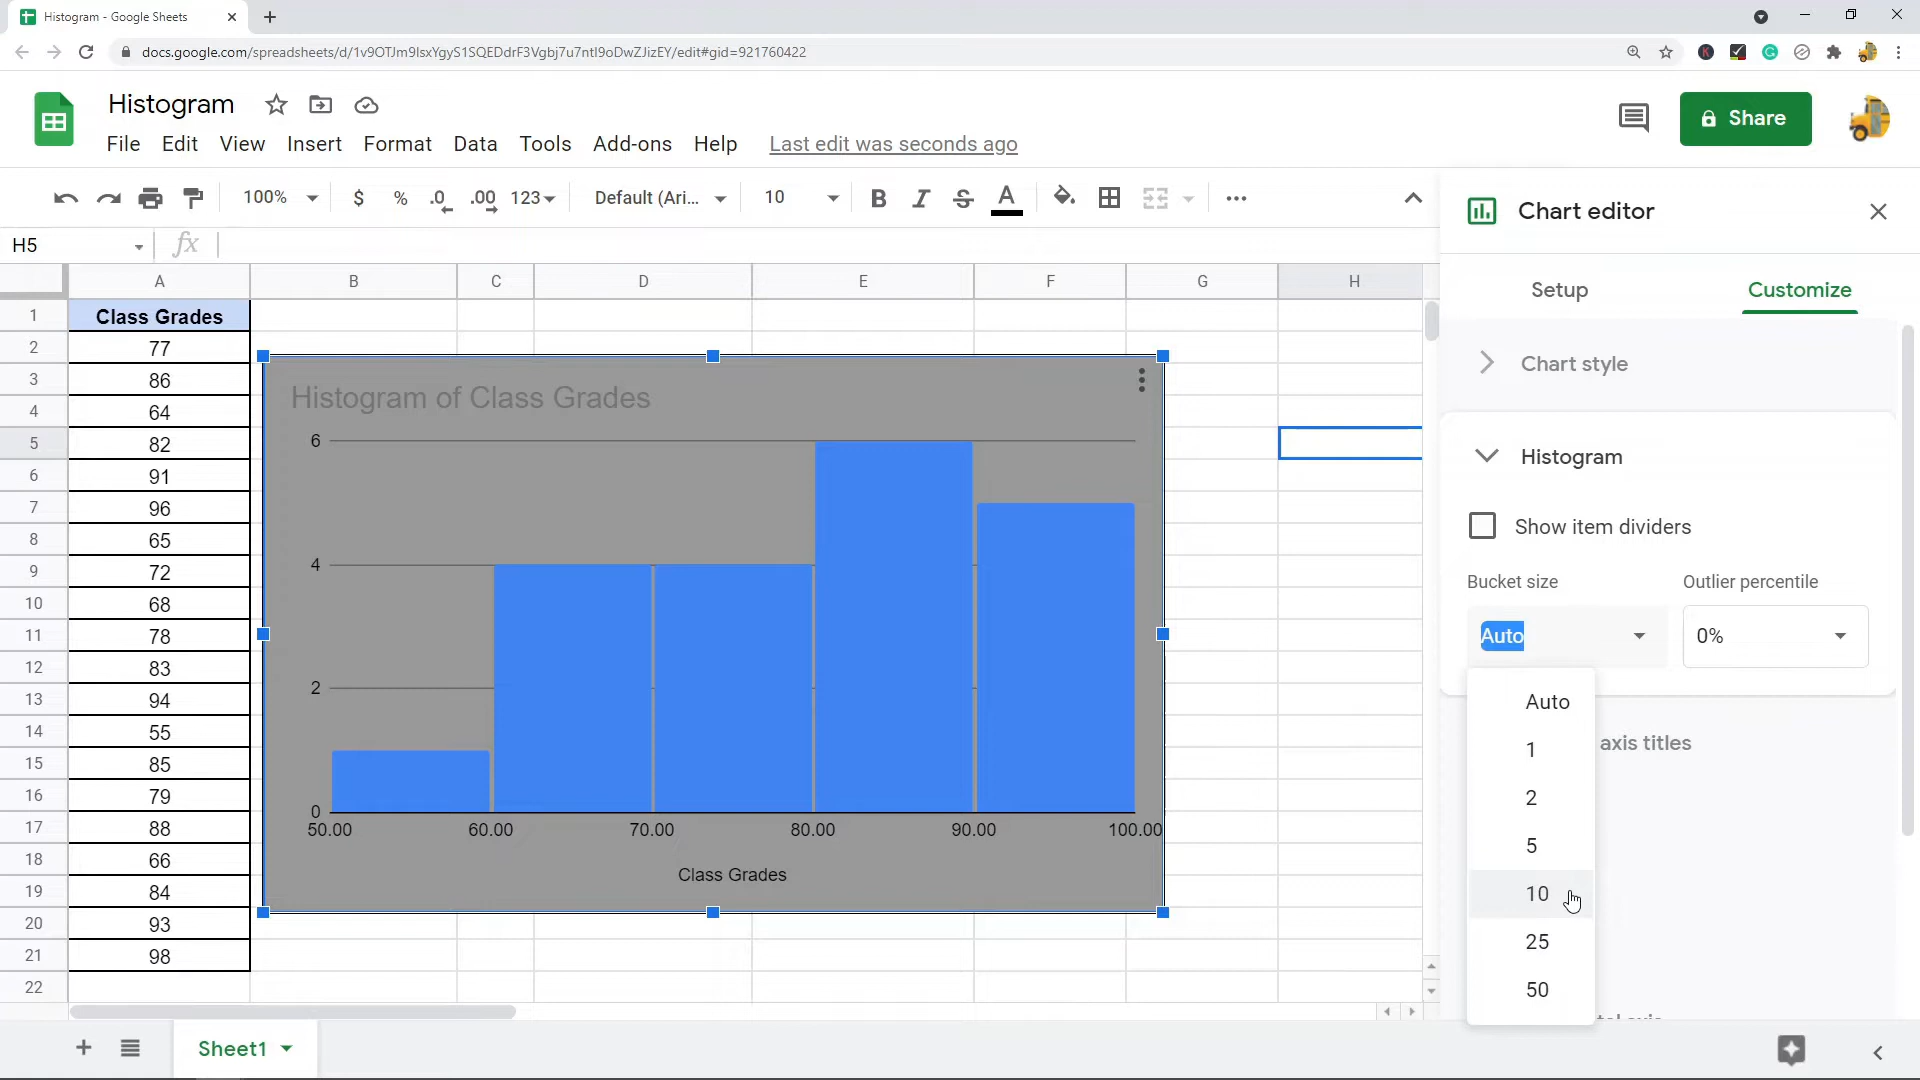 Histogram - Google Sheets
docs.google.com/spreadsheets/d/1v9OTJm9IsxYgyS1SQEDdrF3Vgbj7u7ntI9oDwZJizEY/edit#gid=921760422
Histogram
File Edit View Insert Format Data Tools Add-ons Help Last edit was seconds ago
Share
100% $ % .0 .00 123 Default (Ari... 10 B I S A
H5 fx
A B C D E F G H
1 Class Grades
2 77
3 86
4 64
5 82
6 91
7 96
8 65
9 72
10 68
11 78
12 83
13 94
14 55
15 85
16 79
17 88
18 66
19 84
20 93
21 98
22
Histogram of Class Grades
6
4
2
0
50.00 60.00 70.00 80.00 90.00 100.00
Class Grades
Chart editor
Setup Customize
Chart style
Histogram
Show item dividers
Bucket size Outlier percentile
Auto 0%
Auto
1
2
5
10
25
50
axis titles
Sheet1